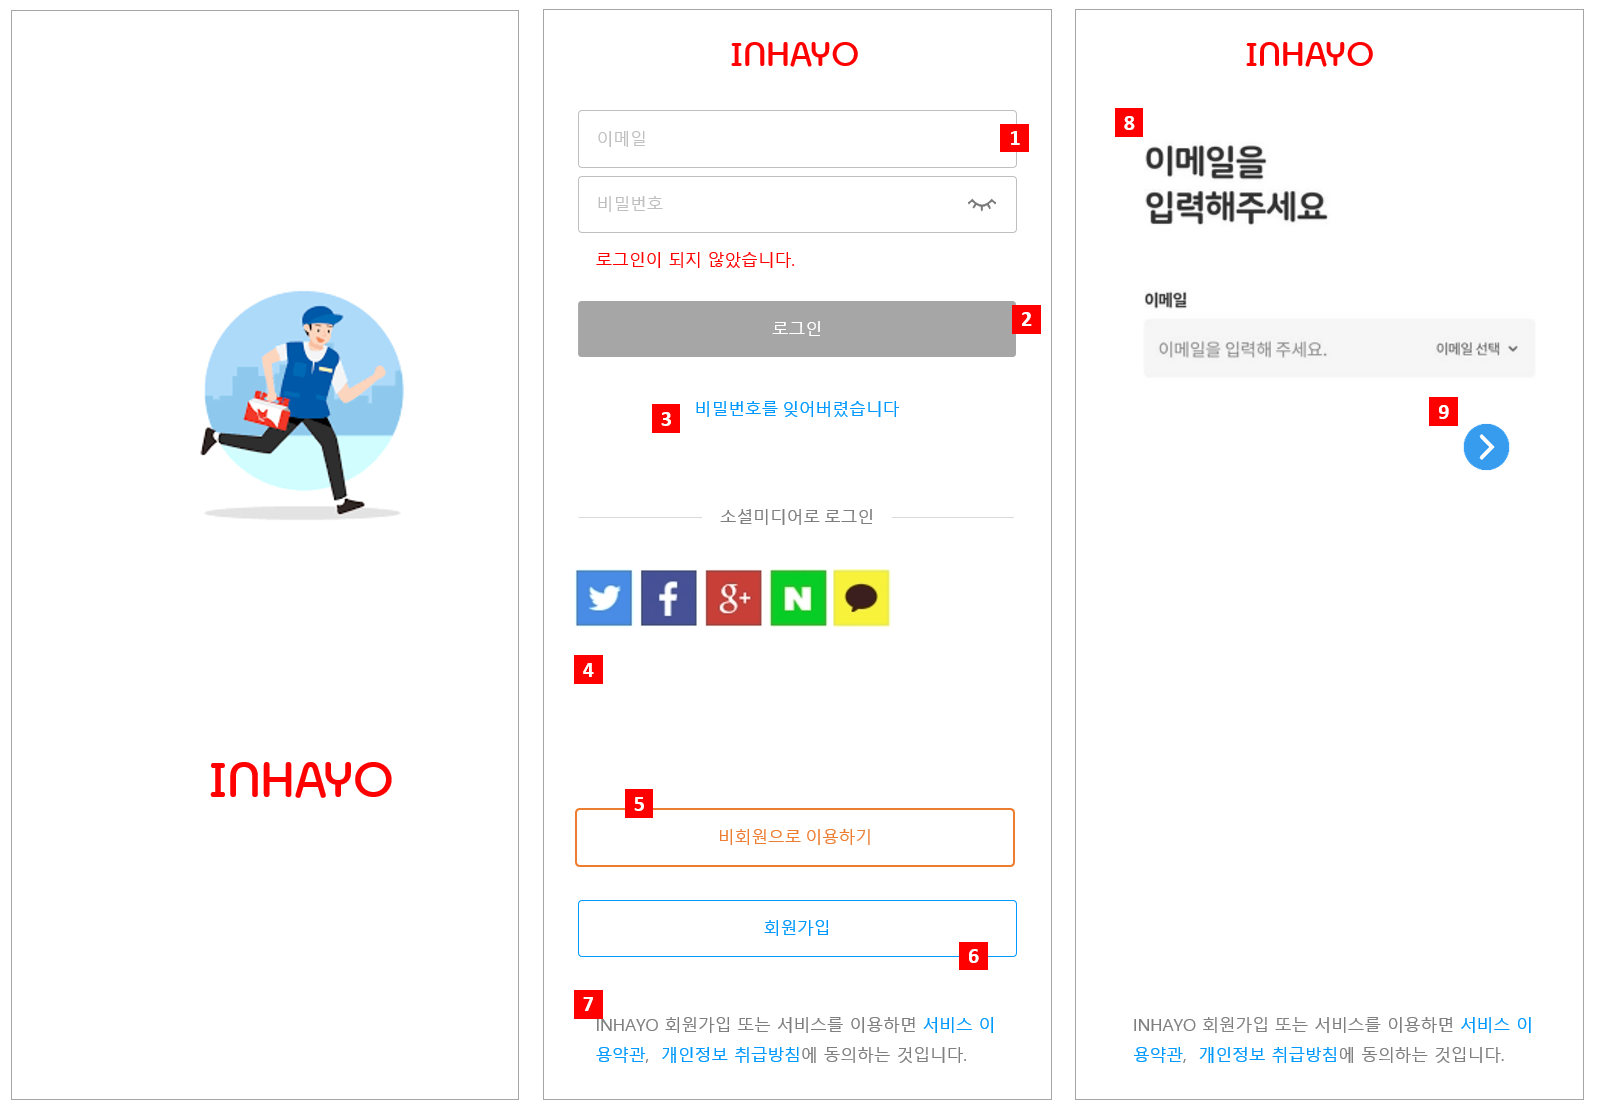 INHAYO
INHAYO
이메일
1
비밀번호
로그인이 되지 않았습니다.
로그인
2
3
비밀번호를 잊어버렸습니다
소셜미디어로 로그인
f
g+
N
4
5
비회원으로 이용하기
회원가입
6
7
INHAYO 회원가입 또는 서비스를 이용하면 서비스 이
용약관, 개인정보 취급방침에 동의하는 것입니다.
INHAYO
8
이메일을
입력해주세요
이메일
이메일을 입력해 주세요.
이메일 선택
9
INHAYO 회원가입 또는 서비스를 이용하면 서비스 이
용약관, 개인정보 취급방침에 동의하는 것입니다.